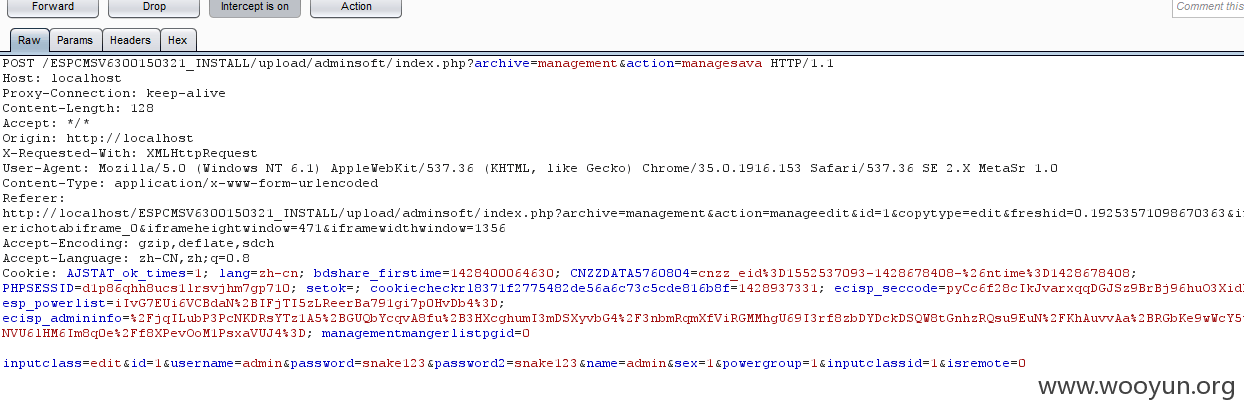 Forward Drop Intercept is on Action Comment this
Raw Params Headers Hex
POST /ESPCMSV6300150321_INSTALL/upload/adminsoft/index.php?archive=management&action=managesava HTTP/1.1
Host: localhost
Proxy-Connection: keep-alive
Content-Length: 128
Accept: */*
Origin: http://localhost
X-Requested-With: XMLHttpRequest
User-Agent: Mozilla/5.0 (Windows NT 6.1) AppleWebKit/537.36 (KHTML, like Gecko) Chrome/35.0.1916.153 Safari/537.36 SE 2.X MetaSr 1.0
Content-Type: application/x-www-form-urlencoded
Referer:
http://localhost/ESPCMSV6300150321_INSTALL/upload/adminsoft/index.php?archive=management&action=manageedit&id=1&copytype=edit&freshid=0.19253571098670363&i
erichotabiframe_0&iframeheightwindow=471&iframewidthwindow=1356
Accept-Encoding: gzip,deflate,sdch
Accept-Language: zh-CN,zh;q=0.8
Cookie: AJSTAT_ok_times=1; lang=zh-cn; bdshare_firstime=1428400064630; CNZZDATA5760804=cnzz_eid%3D1552537093-1428678408-%26ntime%3D1428678408;
PHPSESSID=d1p86qhh8ucs1lrsvjhm7gp710; setok=; cookiecheckrl8371f2775482de56a6c73c5cde816b8f=1428937331; ecisp_seccode=pyCc6f28cIkJvarxqqDGJSz9BrBj96huO3Xid
esp_powerlist=iIvG7EUi6VCBdaN%2BIFjTI5zLReerBa791gi7p0HvDb4%3D;
ecisp_admininfo=%2FjqILubP3PcNKDRsYTz1A5%2BGUQbYcqvA8fu%2B3HXcghumI3mDSXyvbG4%2F3nbmRqmXfViRGMMhgU69I3rf8zbDYDckDSQW8tGnhzRQsu9EuN%2FKhAuvvAa%2BRGbKe9wWcY5
NVU6lHM6Im8q0e%2Ff8XPevOoM1PsxaVUJ4%3D; managementmangerlistpgid=0
inputclass=edit&id=1&username=admin&password=snake123&password2=snake123&name=admin&sex=1&powergroup=1&inputclassid=1&isremote=0
www.wooyun.org